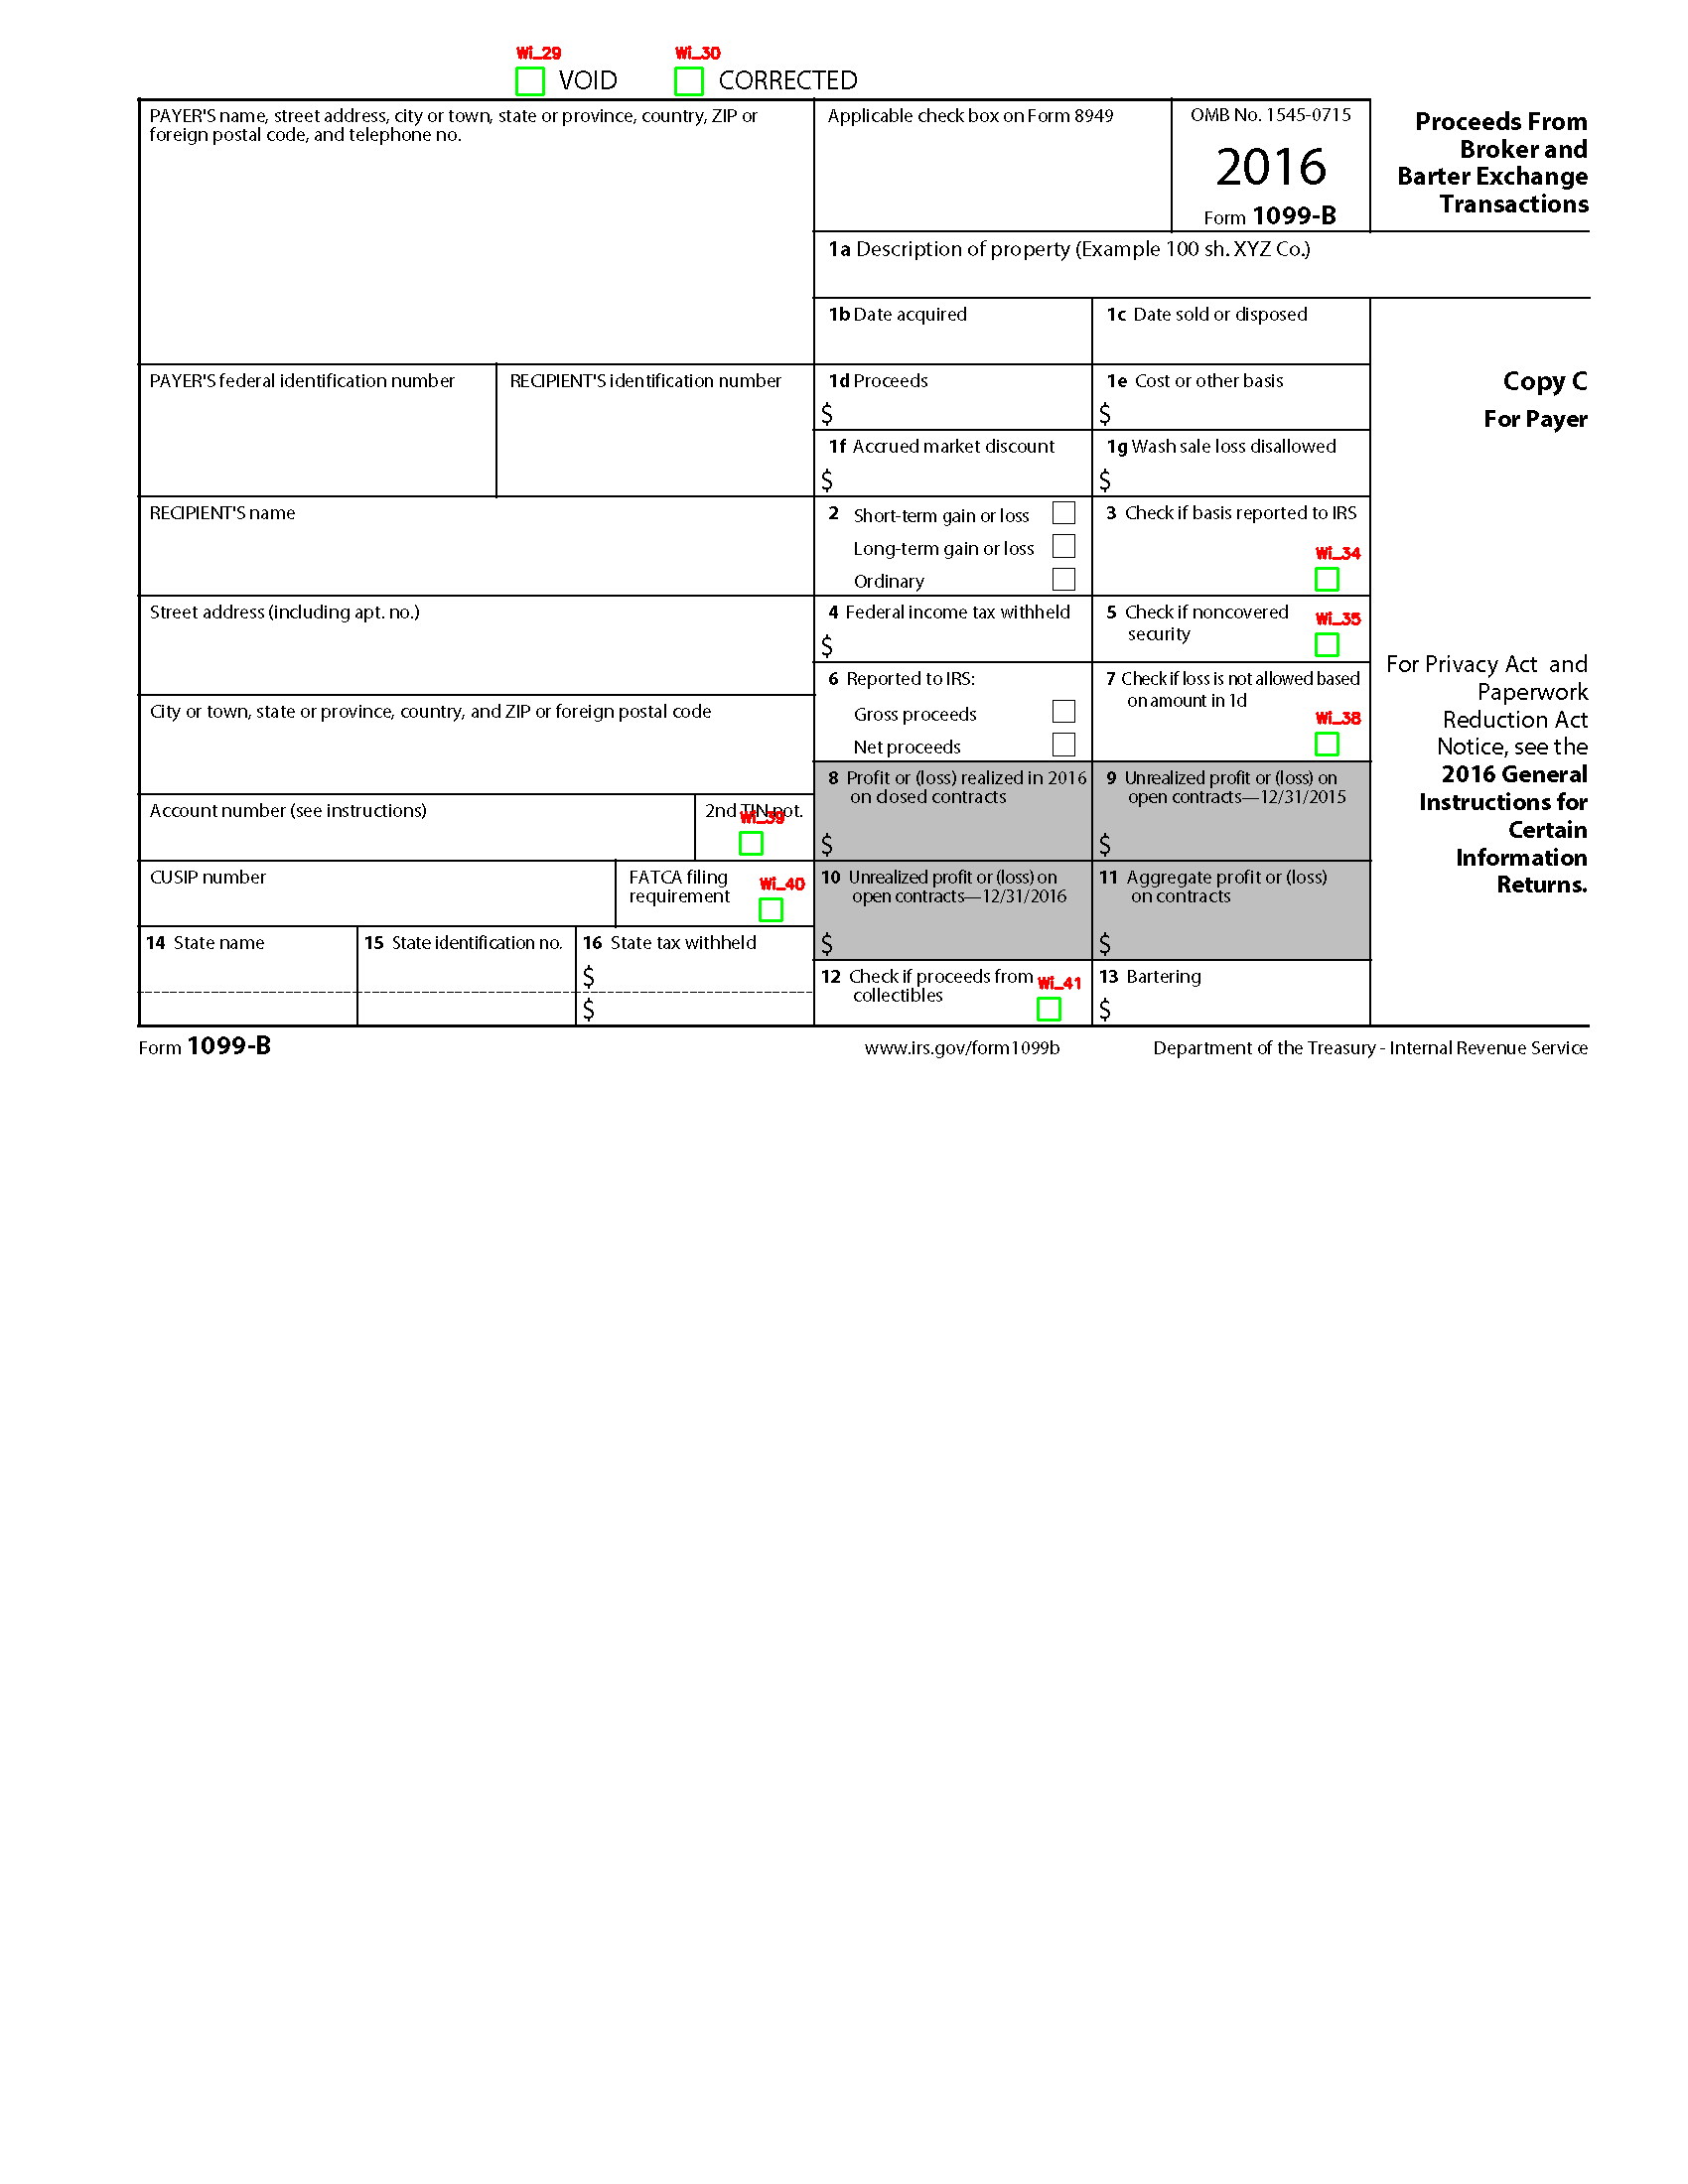 Wi_29 Wi_30
VOID CORRECTED
PAYER'S name, street address, city or town, state or province, country, ZIP or
foreign postal code, and telephone no.
Applicable check box on Form 8949
OMB No. 1545-0715
2016
Form 1099-B
Proceeds From
Broker and
Barter Exchange
Transactions
1a Description of property (Example 100 sh. XYZ Co.)
1b Date acquired
1c Date sold or disposed
PAYER'S federal identification number
RECIPIENT'S identification number
1d Proceeds
$
1e Cost or other basis
$
Copy C
For Payer
1f Accrued market discount
$
1g Wash sale loss disallowed
$
RECIPIENT'S name
2 Short-term gain or loss
Long-term gain or loss
Ordinary
3 Check if basis reported to IRS
Wi_34
Street address (including apt. no.)
4 Federal income tax withheld
$
5 Check if noncovered
security
Wi_35
For Privacy Act and
Paperwork
Reduction Act
Notice, see the
2016 General
Instructions for
Certain
Information
Returns.
6 Reported to IRS:
Gross proceeds
Net proceeds
7 Check if loss is not allowed based
on amount in 1d
Wi_38
City or town, state or province, country, and ZIP or foreign postal code
8 Profit or (loss) realized in 2016
on closed contracts
$
9 Unrealized profit or (loss) on
open contracts—12/31/2015
$
Account number (see instructions)
2nd TIN not.
Wi_39
CUSIP number
FATCA filing
requirement
Wi_40
10 Unrealized profit or (loss) on
open contracts—12/31/2016
$
11 Aggregate profit or (loss)
on contracts
$
14 State name
15 State identification no.
16 State tax withheld
$
$
12 Check if proceeds from
collectibles
Wi_41
13 Bartering
$
Form 1099-B
www.irs.gov/form1099b
Department of the Treasury - Internal Revenue Service